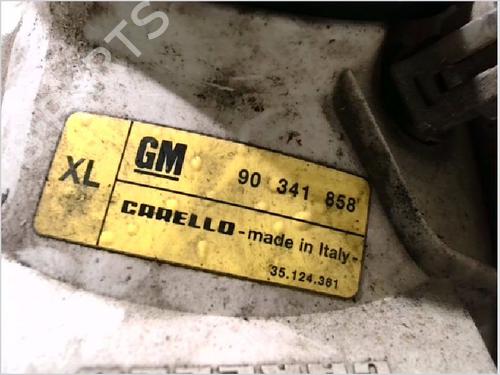 XL
GM
90 341 858
CARELLO - made in Italy -
35.124.361